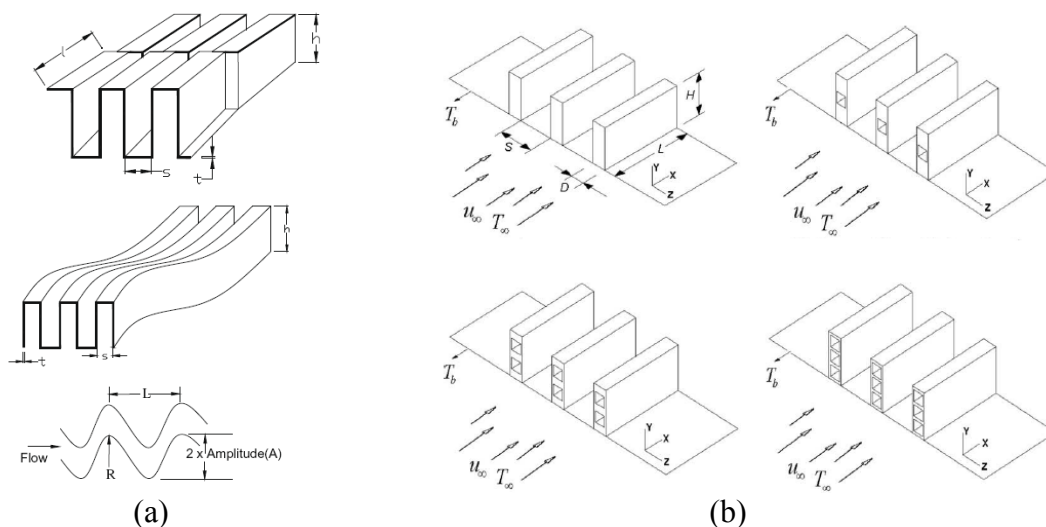 l
h
s
t
h
t
s
L
Flow
R
2 x Amplitude(A)
(a)
T_b
S
D
H
L
Y
X
Z
u_∞
T_∞
T_b
Y
X
Z
u_∞
T_∞
T_b
Y
X
Z
u_∞
T_∞
T_b
Y
X
Z
u_∞
T_∞
(b)